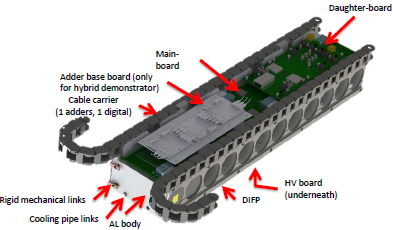 Daughter-board
Main-
board
Adder base board (only
for hybrid demonstrator)
Cable carrier
(1 adders, 1 digital)
Rigid mechanical links
Cooling pipe links
AL body
DIFP
HV board
(underneath)